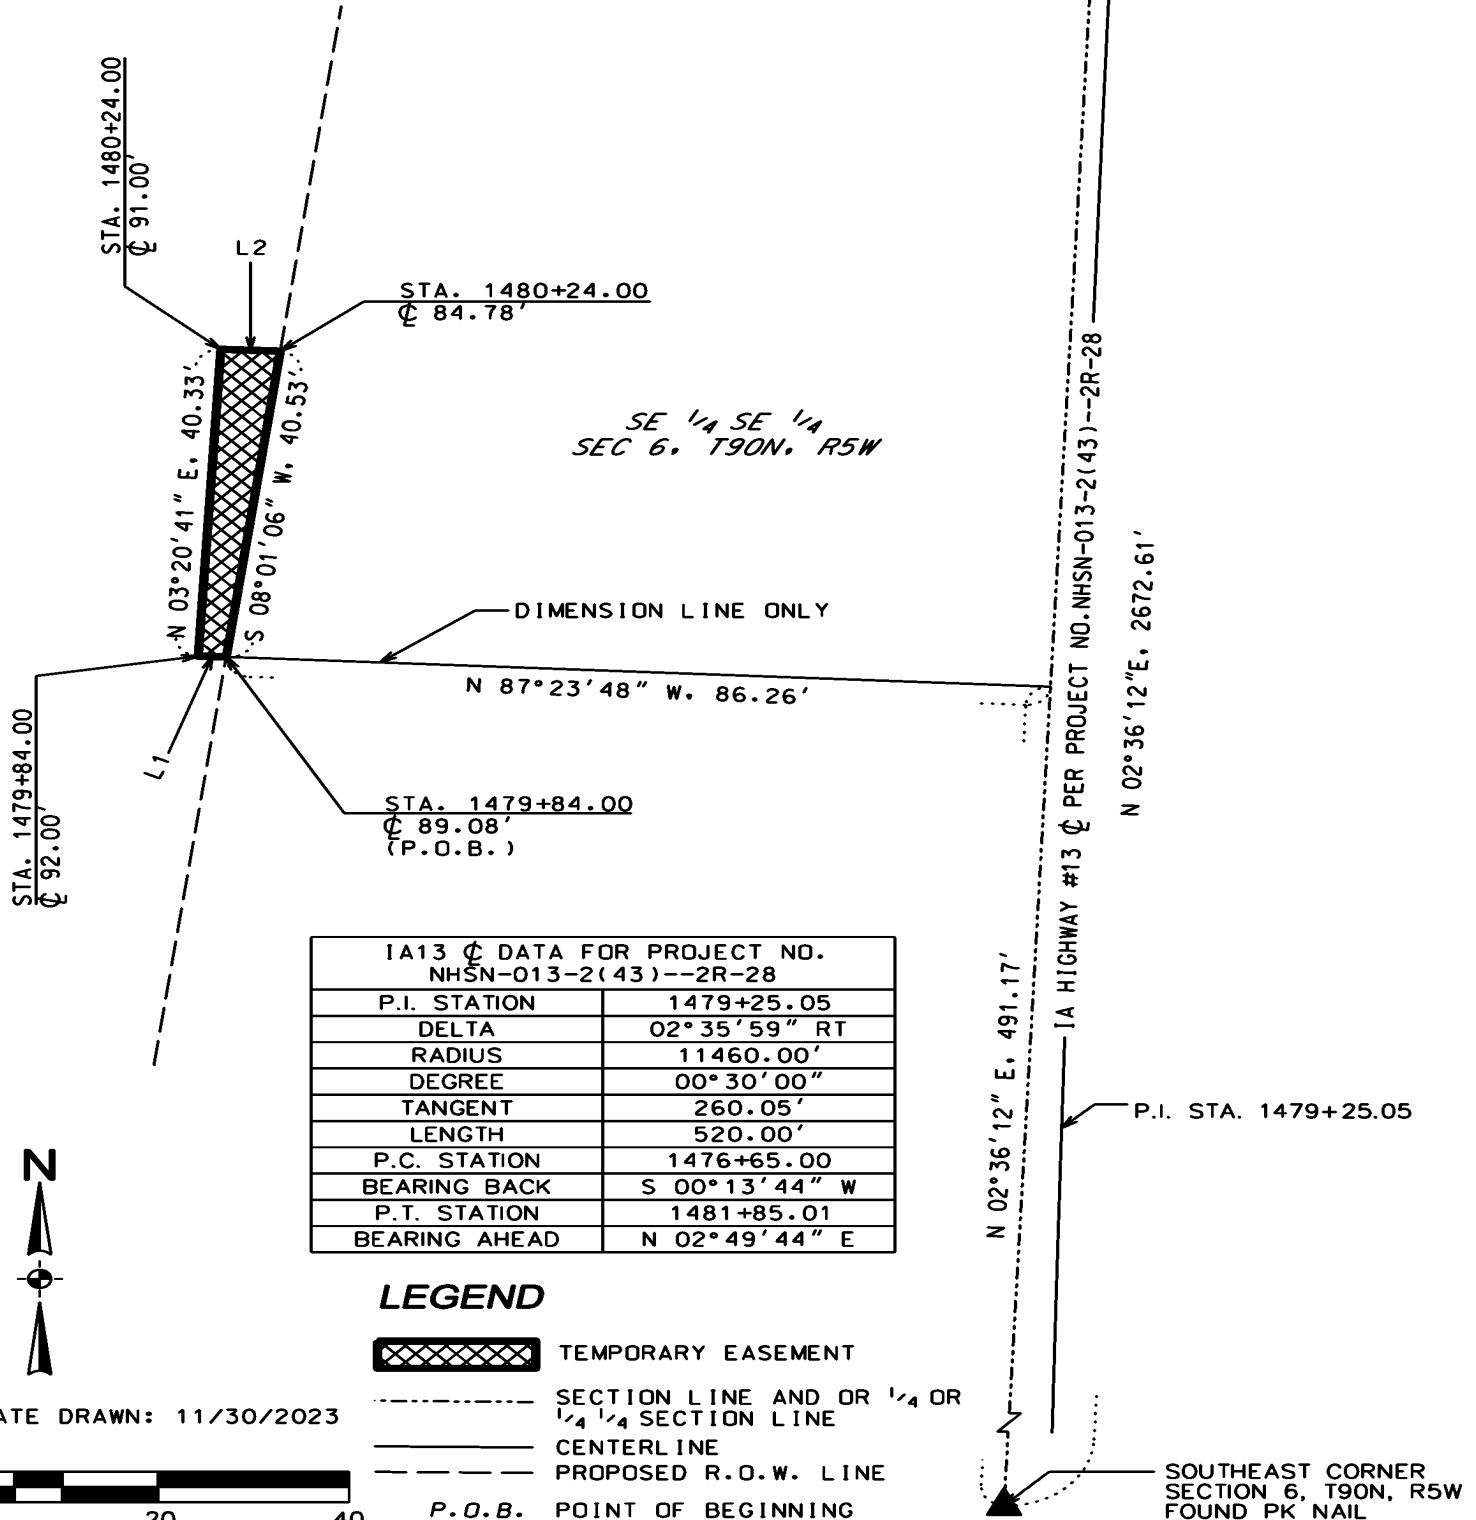 STA. 1480+24.00
℄ 91.00'
L2
STA. 1480+24.00
℄ 84.78'
N 03°20'41" E, 40.33'
S 08°01'06" W, 40.53'
SE 1/4 SE 1/4
SEC 6, T90N, R5W
DIMENSION LINE ONLY
N 87°23'48" W, 86.26'
L1
STA. 1479+84.00
℄ 92.00'
STA. 1479+84.00
℄ 89.08'
(P.O.B.)
IA HIGHWAY #13 ℄ PER PROJECT NO.NHSN-013-2(43)--2R-28
N 02°36'12"E, 2672.61'
N 02°36'12" E, 491.17'
P.I. STA. 1479+25.05
IA13 ℄ DATA FOR PROJECT NO.
NHSN-013-2(43)--2R-28
P.I. STATION 1479+25.05
DELTA 02°35'59" RT
RADIUS 11460.00'
DEGREE 00°30'00"
TANGENT 260.05'
LENGTH 520.00'
P.C. STATION 1476+65.00
BEARING BACK S 00°13'44" W
P.T. STATION 1481+85.01
BEARING AHEAD N 02°49'44" E
N
LEGEND
TEMPORARY EASEMENT
SECTION LINE AND OR 1/4 OR
1/4 1/4 SECTION LINE
CENTERLINE
PROPOSED R.O.W. LINE
P.O.B. POINT OF BEGINNING
ATE DRAWN: 11/30/2023
20 40
SOUTHEAST CORNER
SECTION 6, T90N, R5W
FOUND PK NAIL